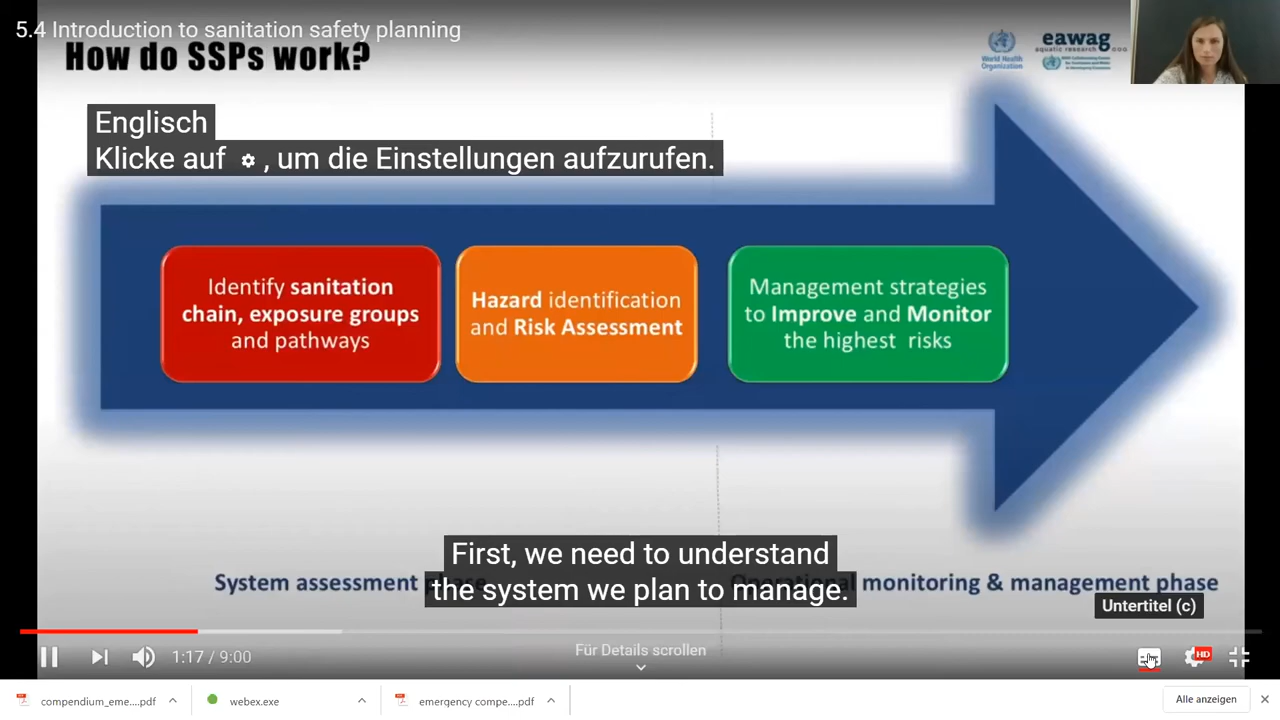 5.4 Introduction to sanitation safety planning
How do SSPs work?
World Health
Organization
eawag
aquatic research
Englisch
Klicke auf , um die Einstellungen aufzurufen.
Identify sanitation
chain, exposure groups
and pathways
Hazard identification
and Risk Assessment
Management strategies
to Improve and Monitor
the highest risks
First, we need to understand
the system we plan to manage.
System assessment phase
Operational monitoring & management phase
Untertitel (c)
1:17 / 9:00
Für Details scrollen
HD
compendium_eme....pdf
webex.exe
emergency compe....pdf
Alle anzeigen